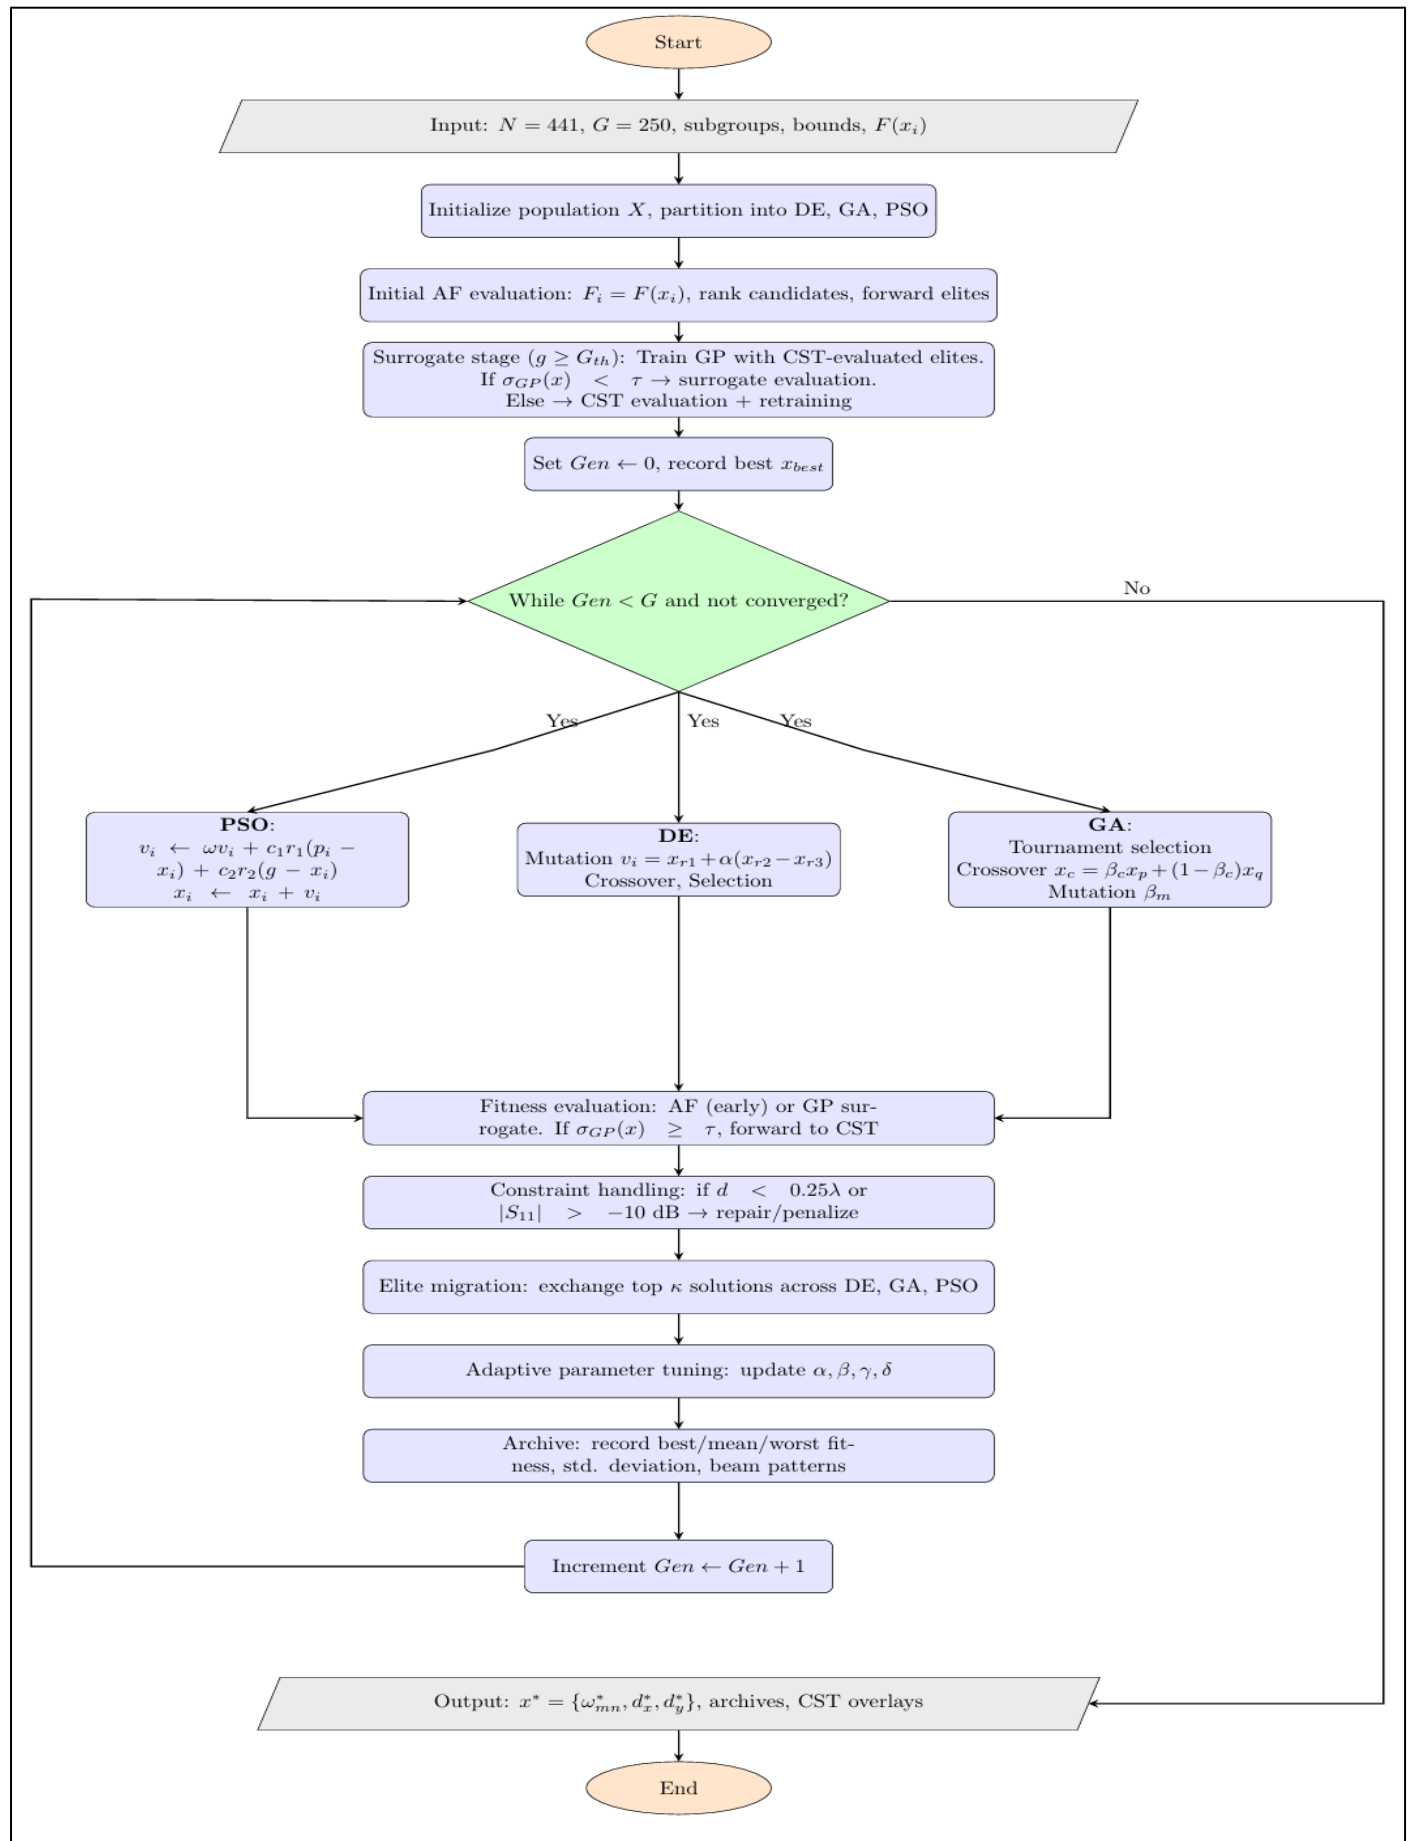 Start
Input: N = 441, G = 250, subgroups, bounds, F(x_i)
Initialize population X, partition into DE, GA, PSO
Initial AF evaluation: F_i = F(x_i), rank candidates, forward elites
Surrogate stage (g ≥ G_th): Train GP with CST-evaluated elites.
If σ_GP(x) < τ → surrogate evaluation.
Else → CST evaluation + retraining
Set Gen ← 0, record best x_best
While Gen < G and not converged?
No
Yes
Yes
Yes
PSO:
v_i ← ωv_i + c_1r_1(p_i −
x_i) + c_2r_2(g − x_i)
x_i ← x_i + v_i
DE:
Mutation v_i = x_r1 + α(x_r2 − x_r3)
Crossover, Selection
GA:
Tournament selection
Crossover x_c = β_cx_p + (1 − β_c)x_q
Mutation β_m
Fitness evaluation: AF (early) or GP sur-
rogate. If σ_GP(x) ≥ τ, forward to CST
Constraint handling: if d < 0.25λ or
|S_11| > −10 dB → repair/penalize
Elite migration: exchange top κ solutions across DE, GA, PSO
Adaptive parameter tuning: update α, β, γ, δ
Archive: record best/mean/worst fit-
ness, std. deviation, beam patterns
Increment Gen ← Gen + 1
Output: x* = {ω*_mn, d*_x, d*_y}, archives, CST overlays
End